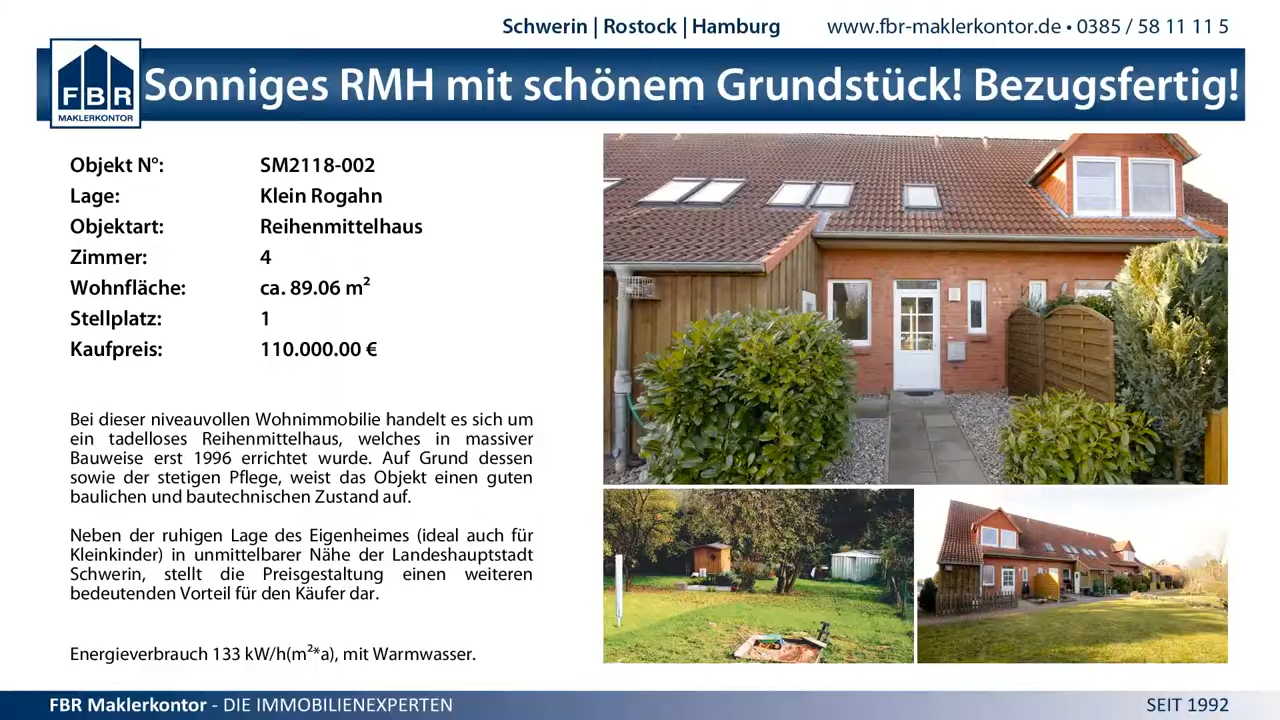 Schwerin | Rostock | Hamburg
www.fbr-maklerkontor.de • 0385 / 58 11 11 5
FBR
MAKLERKONTOR
Sonniges RMH mit schönem Grundstück! Bezugsfertig!
Objekt N°: SM2118-002
Lage: Klein Rogahn
Objektart: Reihenmittelhaus
Zimmer: 4
Wohnfläche: ca. 89.06 m²
Stellplatz: 1
Kaufpreis: 110.000.00 €
Bei dieser niveauvollen Wohnimmobilie handelt es sich um
ein tadelloses Reihenmittelhaus, welches in massiver
Bauweise erst 1996 errichtet wurde. Auf Grund dessen
sowie der stetigen Pflege, weist das Objekt einen guten
baulichen und bautechnischen Zustand auf.
Neben der ruhigen Lage des Eigenheimes (ideal auch für
Kleinkinder) in unmittelbarer Nähe der Landeshauptstadt
Schwerin, stellt die Preisgestaltung einen weiteren
bedeutenden Vorteil für den Käufer dar.
Energieverbrauch 133 kW/h(m²*a), mit Warmwasser.
FBR Maklerkontor - DIE IMMOBILIENEXPERTEN
SEIT 1992